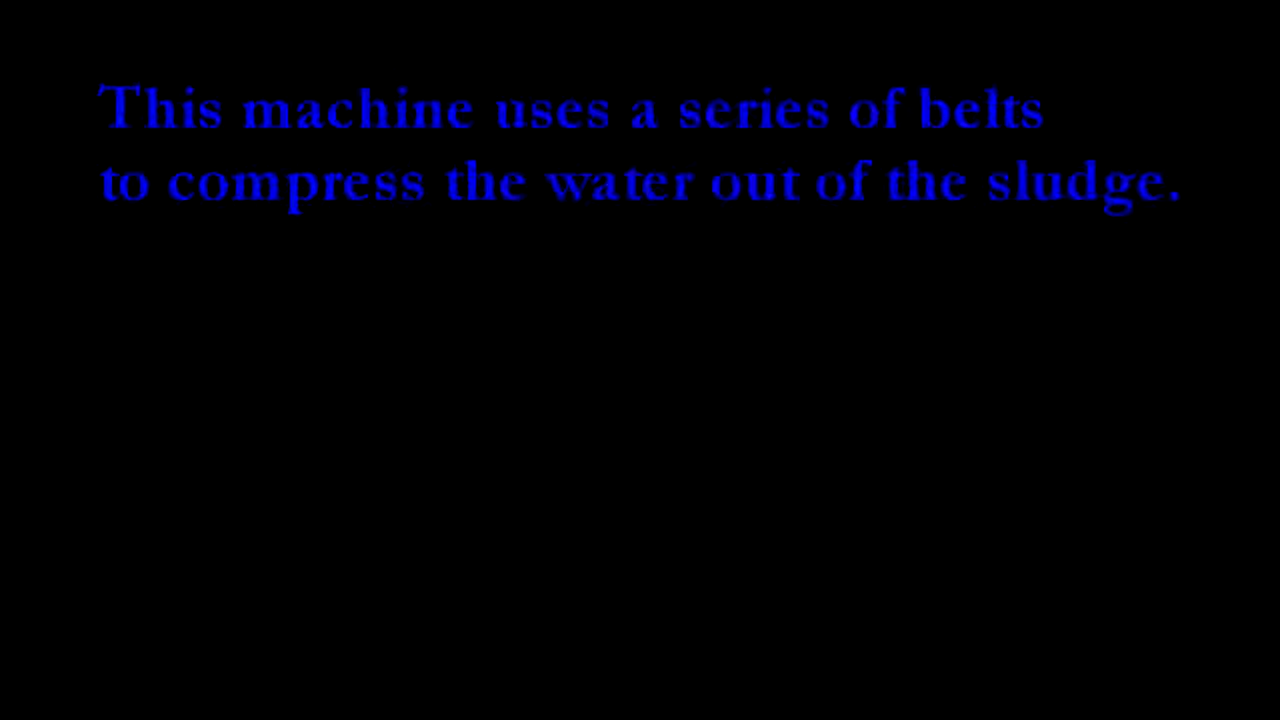 This machine uses a series of belts
to compress the water out of the sludge.